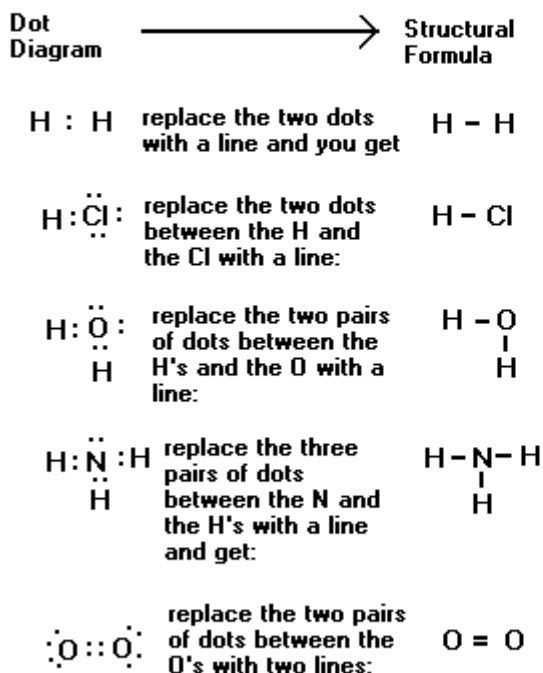 Dot
Diagram
Structural
Formula
H : H
replace the two dots
with a line and you get
H – H
H : Cl :
replace the two dots
between the H and
the Cl with a line:
H – Cl
H : O :
H
replace the two pairs
of dots between the
H's and the O with a
line:
H – O
H
H : N : H
H
replace the three
pairs of dots
between the N and
the H's with a line
and get:
H – N – H
H
O :: O
replace the two pairs
of dots between the
O's with two lines:
O = O